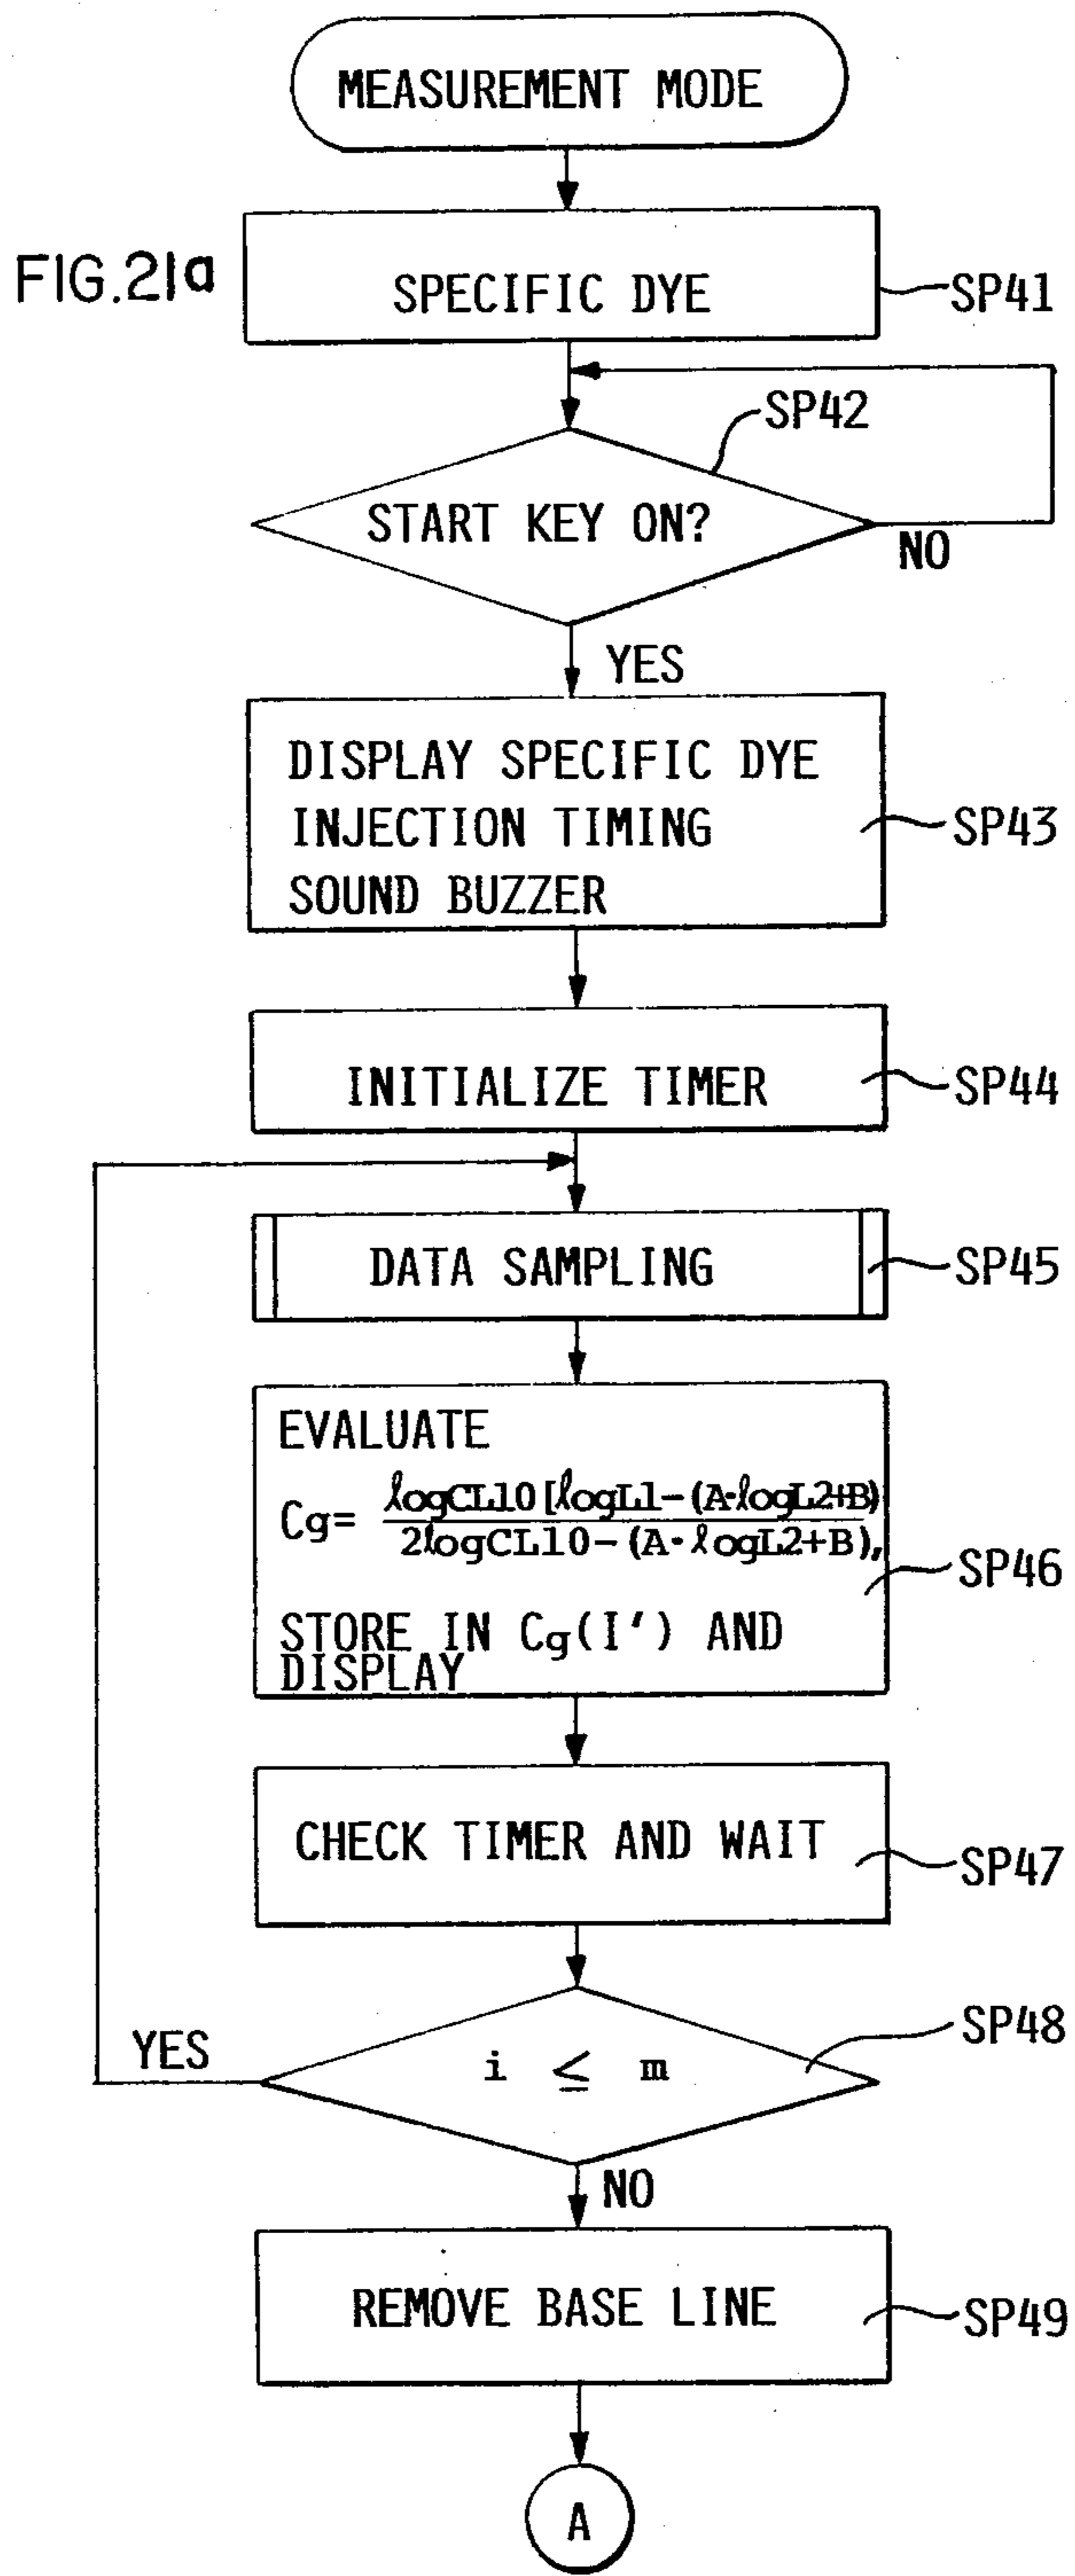 MEASUREMENT MODE
FIG.21a
SPECIFIC DYE
SP41
SP42
START KEY ON?
NO
YES
DISPLAY SPECIFIC DYE
INJECTION TIMING
SOUND BUZZER
SP43
INITIALIZE TIMER
SP44
DATA SAMPLING
SP45
EVALUATE
Cg= ℓogCL10[ℓogL1-(A·ℓogL2+B)
2ℓogCL10-(A·ℓogL2+B),
SP46
STORE IN Cg(I') AND
DISPLAY
CHECK TIMER AND WAIT
SP47
SP48
YES
i ≤ m
NO
REMOVE BASE LINE
SP49
A